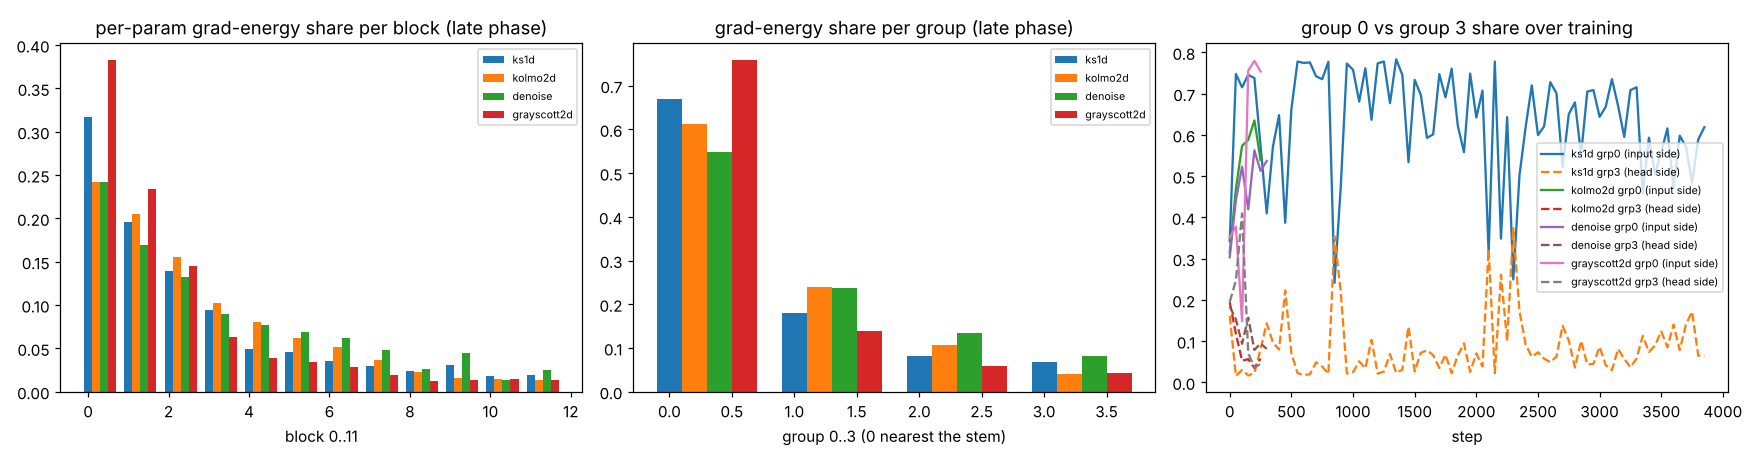 per-param grad-energy share per block (late phase)
0.40
0.35
0.30
0.25
0.20
0.15
0.10
0.05
0.00
0
2
4
6
8
10
12
block 0..11
ks1d
kolmo2d
denoise
grayscott2d
grad-energy share per group (late phase)
0.7
0.6
0.5
0.4
0.3
0.2
0.1
0.0
0.0
0.5
1.0
1.5
2.0
2.5
3.0
3.5
group 0..3 (0 nearest the stem)
ks1d
kolmo2d
denoise
grayscott2d
group 0 vs group 3 share over training
0.8
0.7
0.6
0.5
0.4
0.3
0.2
0.1
0.0
0
500
1000
1500
2000
2500
3000
3500
4000
step
ks1d grp0 (input side)
ks1d grp3 (head side)
kolmo2d grp0 (input side)
kolmo2d grp3 (head side)
denoise grp0 (input side)
denoise grp3 (head side)
grayscott2d grp0 (input side)
grayscott2d grp3 (head side)